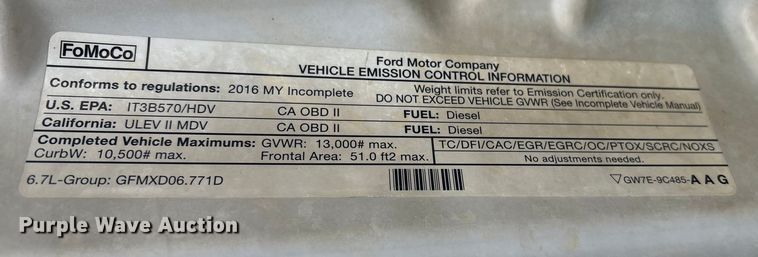 FoMoCo
Ford Motor Company
VEHICLE EMISSION CONTROL INFORMATION
Conforms to regulations: 2016 MY Incomplete
Weight limits refer to Emission Certification only.
DO NOT EXCEED VEHICLE GVWR (See Incomplete Vehicle Manual)
U.S. EPA: IT3B570/HDV CA OBD II FUEL: Diesel
California: ULEV II MDV CA OBD II FUEL: Diesel
Completed Vehicle Maximums: GVWR: 13,000# max.
CurbW: 10,500# max. Frontal Area: 51.0 ft2 max.
TC/DFI/CAC/EGR/EGRC/OC/PTOX/SCRC/NOXS
No adjustments needed.
6.7L-Group: GFMXD06.771D
▽GW7E-9C485-AAG
Purple Wave Auction